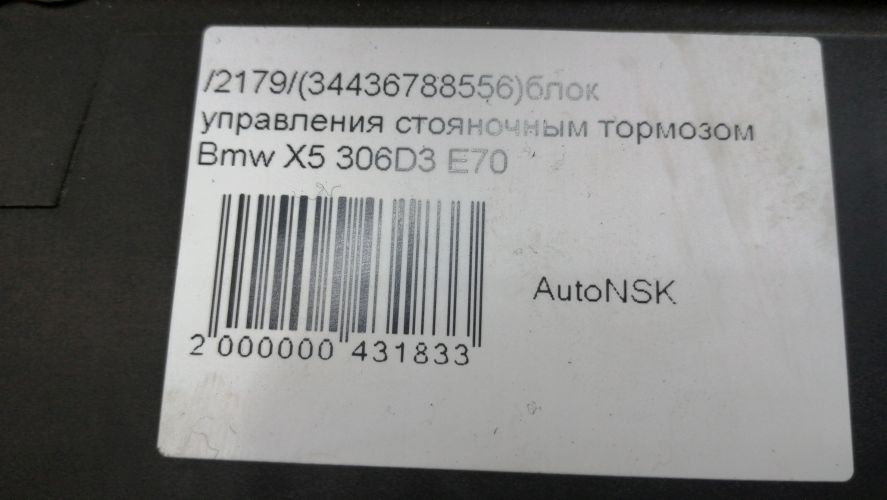 /2179/(34436788556)блок
управления стояночным тормозом
Bmw X5 306D3 E70
AutoNSK
2 000000 431833